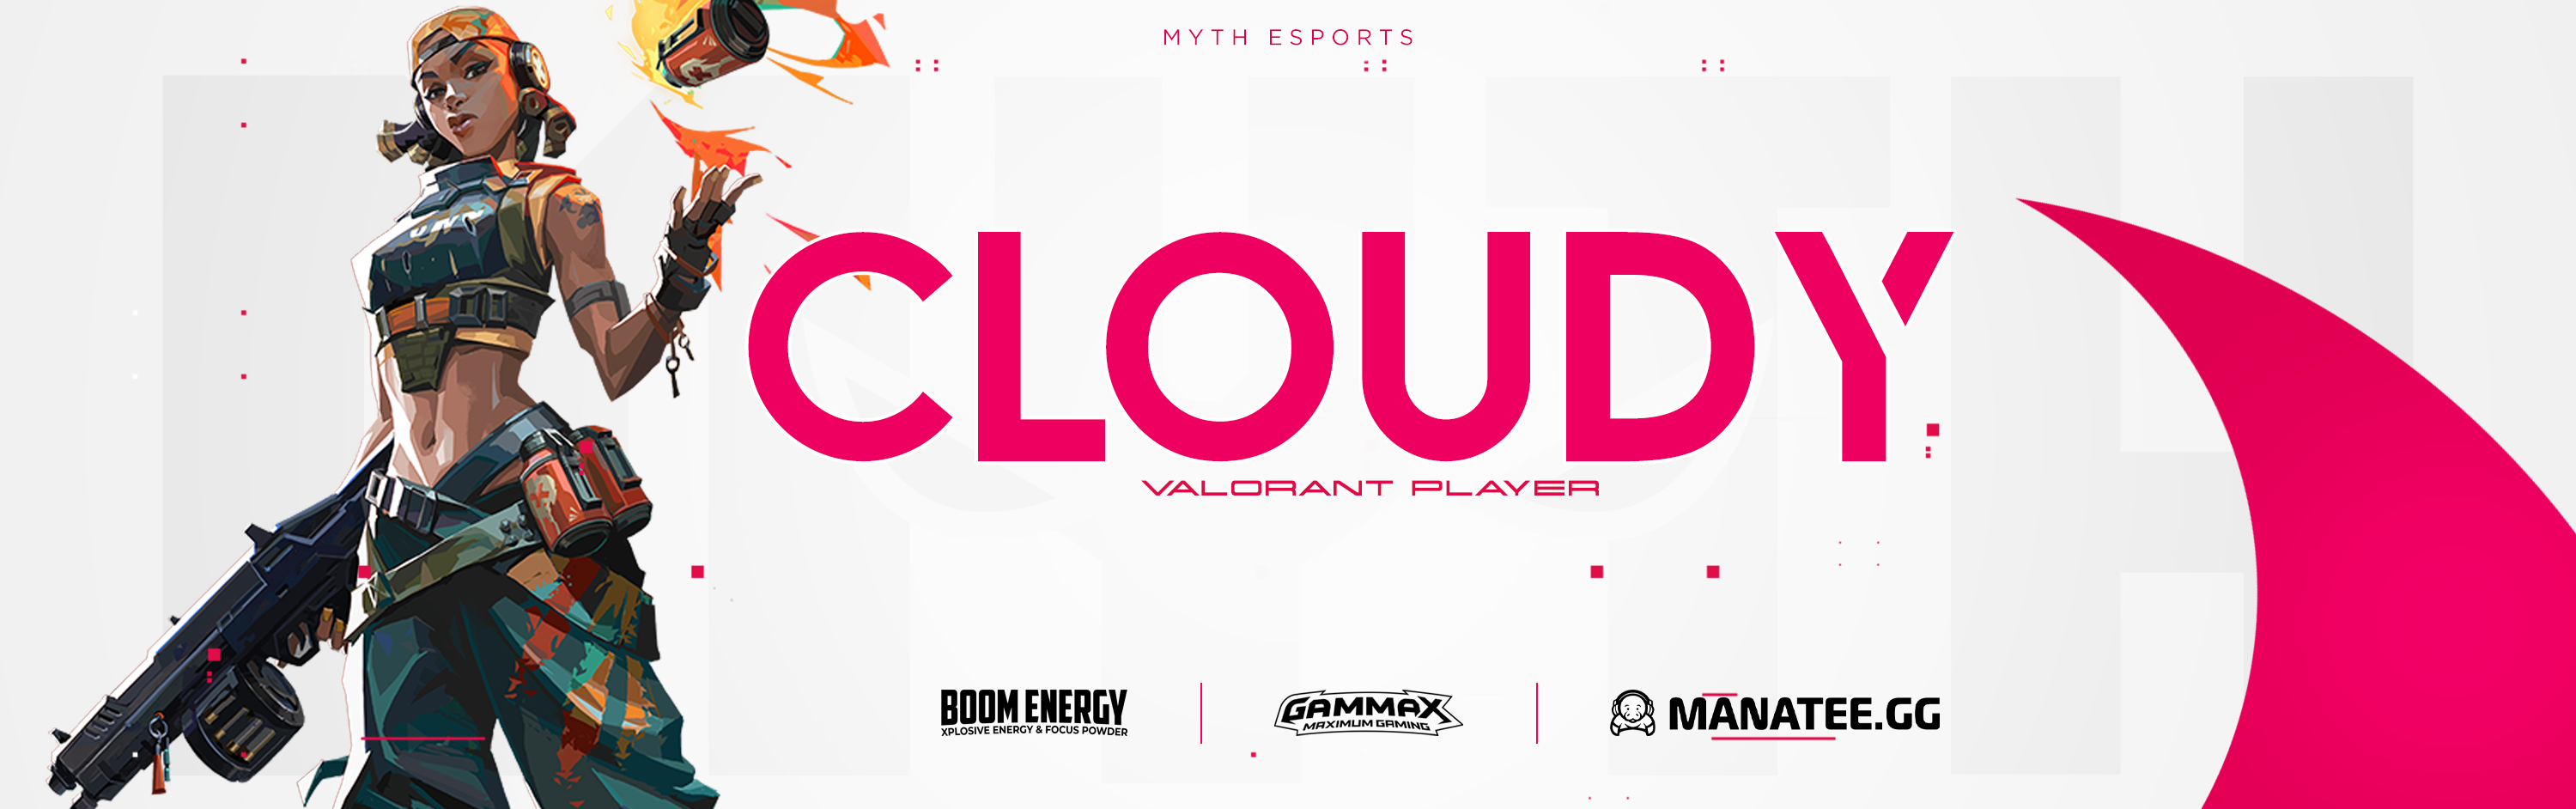 MYTH ESPORTS
CLOUDY
VALORANT PLAYER
BOOM ENERGY
XPLOSIVE ENERGY & FOCUS POWDER
GAMMAX
MAXIMUM GAMING
MANATEE.GG